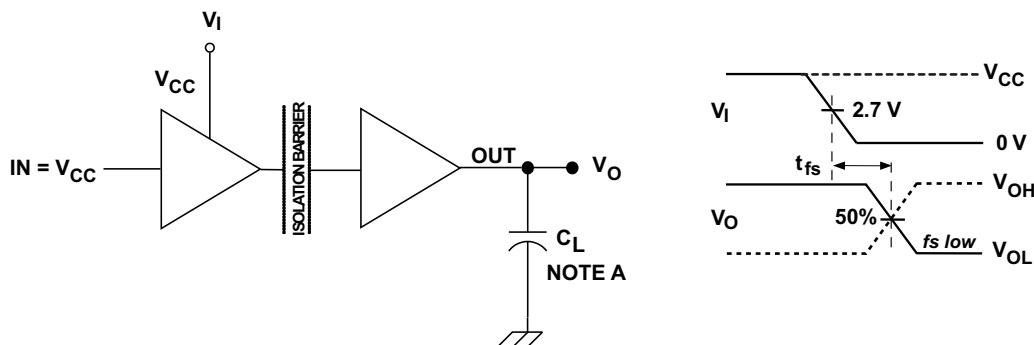 VI
VCC
IN = VCC
ISOLATION BARRIER
OUT
VO
CL
NOTE A
VI
VCC
2.7 V
0 V
tfs
VO
50%
VOH
fs low
VOL